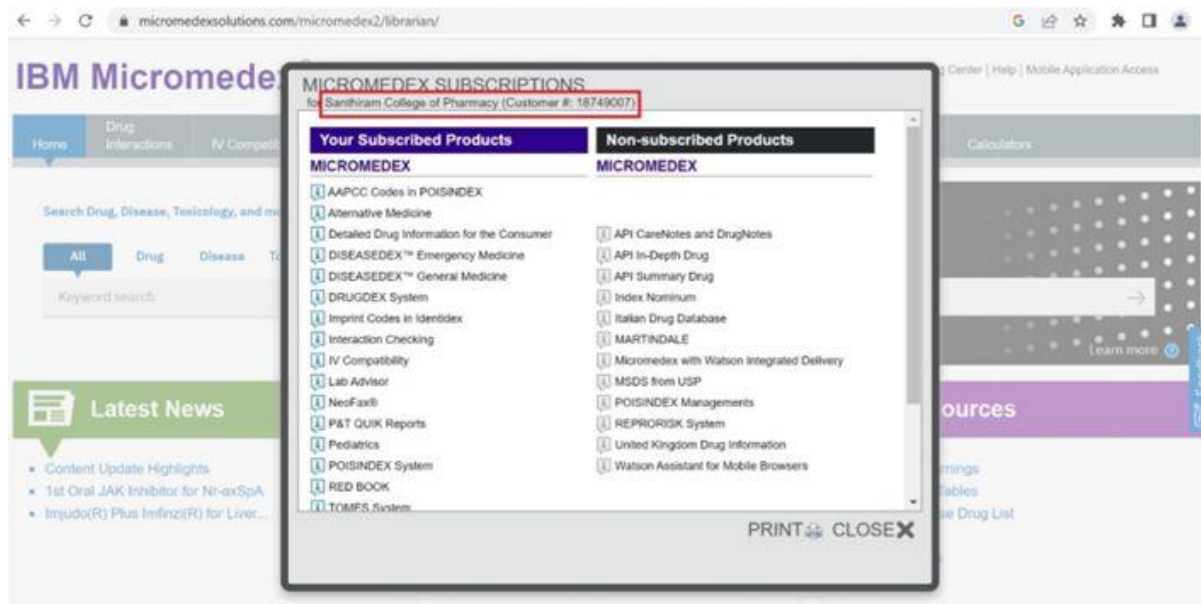 micromedexsolutions.com/micromedex2/librarian/
IBM Micromede
Center | Help | Mobile Application Access
MICROMEDEX SUBSCRIPTIONS
for Santhiram College of Pharmacy (Customer #: 18749007)
Home
Drug
Interactions
IV Compati
Calculators
Your Subscribed Products
MICROMEDEX
AAPCC Codes in POISINDEX
Alternative Medicine
Detailed Drug Information for the Consumer
DISEASEDEX™ Emergency Medicine
DISEASEDEX™ General Medicine
DRUGDEX System
Imprint Codes in Identidex
Interaction Checking
IV Compatibility
Lab Advisor
NeoFax®
P&T QUIK Reports
Pediatrics
POISINDEX System
RED BOOK
TOMES System
Non-subscribed Products
MICROMEDEX
API CareNotes and DrugNotes
API In-Depth Drug
API Summary Drug
Index Nominum
Italian Drug Database
MARTINDALE
Micromedex with Watson Integrated Delivery
MSDS from USP
POISINDEX Managements
REPRORISK System
United Kingdom Drug Information
Watson Assistant for Mobile Browsers
PRINT CLOSE
Search Drug, Disease, Toxicology, and mo
All Drug Disease To
Keyword search
Learn more
Latest News
Content Update Highlights
1st Oral JAK Inhibitor for Nr-axSpA
Imjudo(R) Plus Imfinzi(R) for Liver...
ources
rnings
Tables
se Drug List